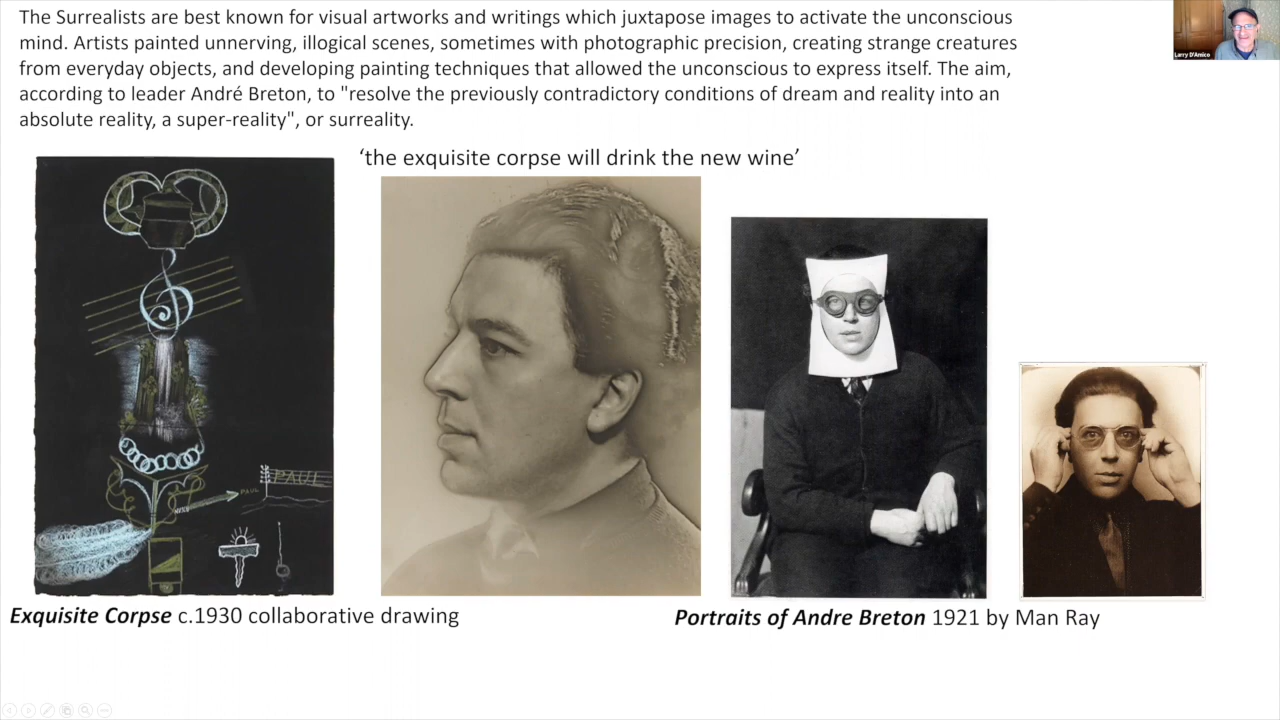 The Surrealists are best known for visual artworks and writings which juxtapose images to activate the unconscious
mind. Artists painted unnerving, illogical scenes, sometimes with photographic precision, creating strange creatures
from everyday objects, and developing painting techniques that allowed the unconscious to express itself. The aim,
according to leader André Breton, to "resolve the previously contradictory conditions of dream and reality into an
absolute reality, a super-reality", or surreality.
Larry D'Amico
‘the exquisite corpse will drink the new wine’
PAUL
PAUL
Exquisite Corpse c.1930 collaborative drawing
Portraits of Andre Breton 1921 by Man Ray